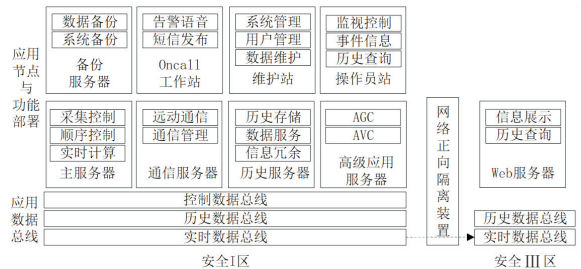 应用
节点
与
功能
部署
数据备份
系统备份
备份
服务器
告警语音
短信发布
Oncall
工作站
系统管理
用户管理
数据维护
维护站
监视控制
事件信息
历史查询
操作员站
采集控制
顺序控制
实时计算
主服务器
远动通信
通信管理
通信服务器
历史存储
数据服务
信息冗余
历史服务器
AGC
AVC
高级应用
服务器
网络正向隔离装置
信息展示
历史查询
Web服务器
应用
数据
总线
控制数据总线
历史数据总线
实时数据总线
历史数据总线
实时数据总线
安全I区
安全III区